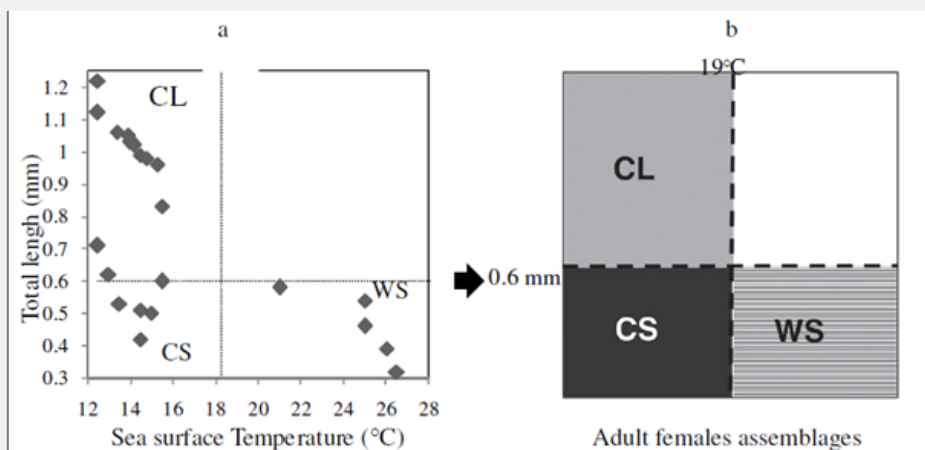 a
b
1.2
1.1
1
0.9
0.8
0.7
0.6
0.5
0.4
0.3
Total lengh (mm)
CL
CS
WS
12 14 16 18 20 22 24 26 28
Sea surface Temperature (°C)
19°C
0.6 mm
CL
CS
WS
Adult females assemblages